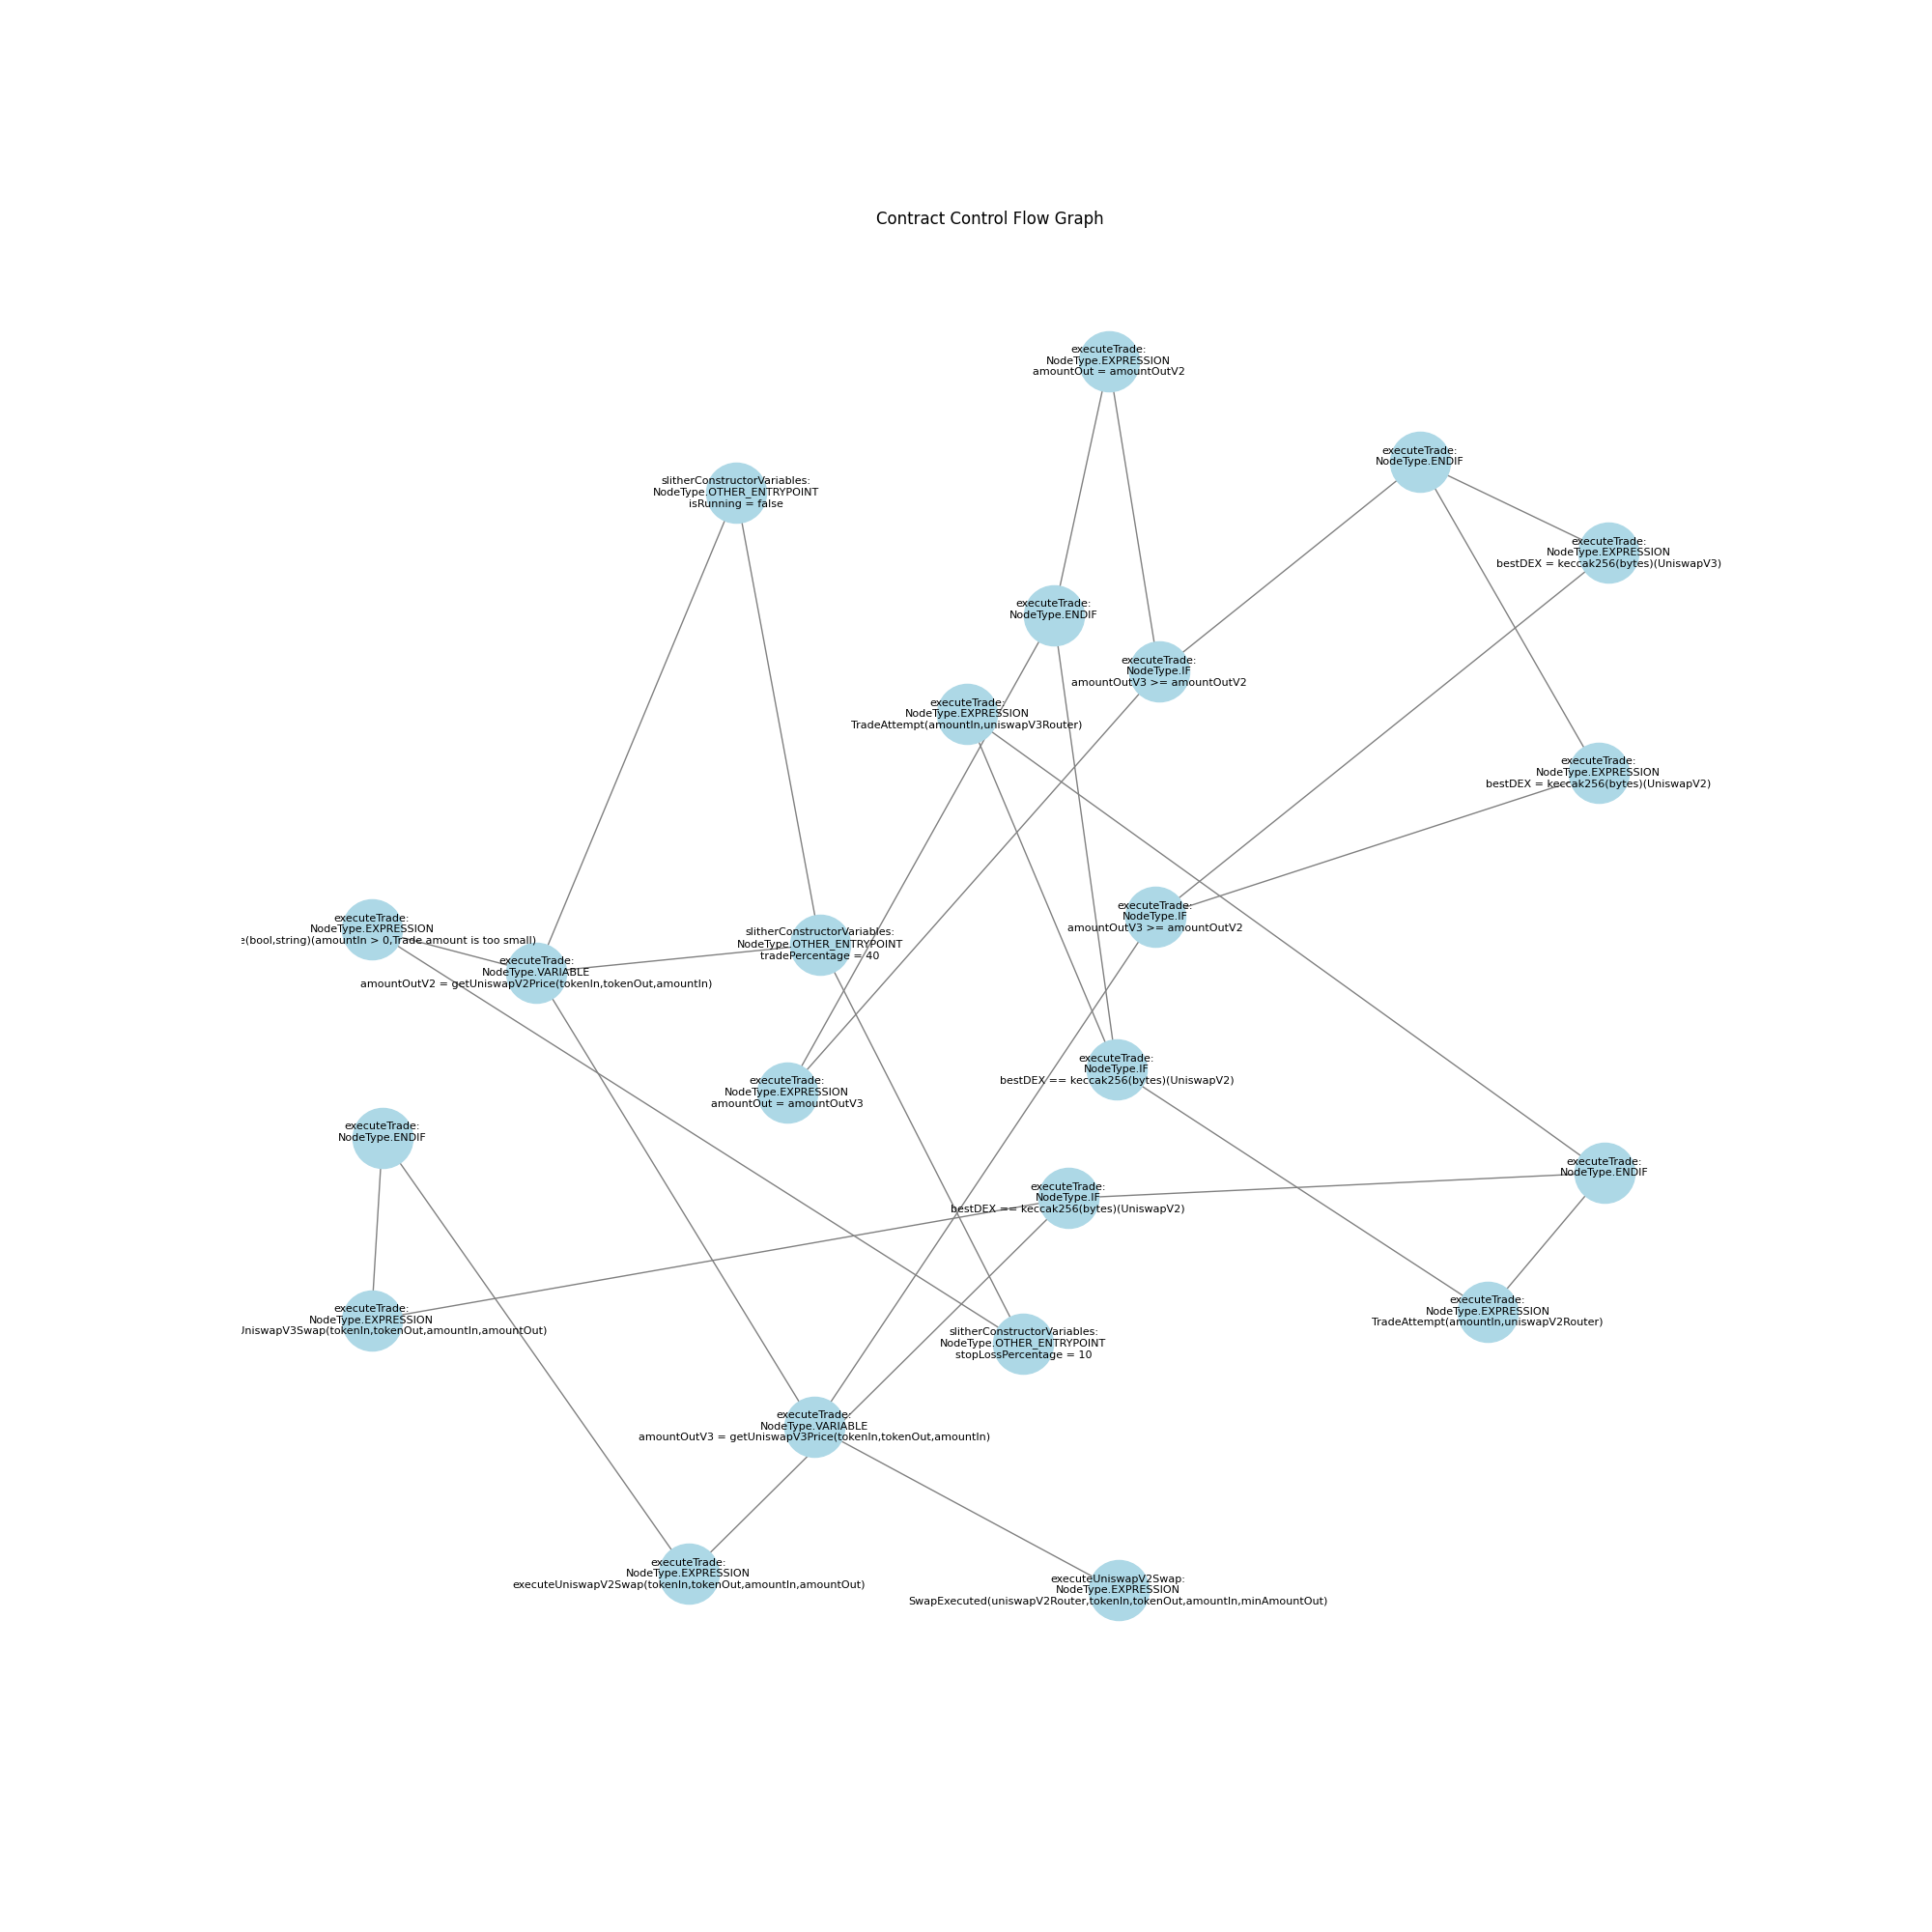 Contract Control Flow Graph
executeTrade:
NodeType.EXPRESSION
amountOut = amountOutV2
executeTrade:
NodeType.ENDIF
slitherConstructorVariables:
NodeType.OTHER_ENTRYPOINT
isRunning = false
executeTrade:
NodeType.EXPRESSION
bestDEX = keccak256(bytes)(UniswapV3)
executeTrade:
NodeType.ENDIF
executeTrade:
NodeType.IF
amountOutV3 >= amountOutV2
executeTrade:
NodeType.EXPRESSION
TradeAttempt(amountIn,uniswapV3Router)
executeTrade:
NodeType.EXPRESSION
bestDEX = keccak256(bytes)(UniswapV2)
executeTrade:
NodeType.IF
amountOutV3 >= amountOutV2
executeTrade:
NodeType.EXPRESSION
e(bool,string)(amountIn > 0,Trade amount is too small)
slitherConstructorVariables:
NodeType.OTHER_ENTRYPOINT
tradePercentage = 40
executeTrade:
NodeType.VARIABLE
amountOutV2 = getUniswapV2Price(tokenIn,tokenOut,amountIn)
executeTrade:
NodeType.IF
bestDEX == keccak256(bytes)(UniswapV2)
executeTrade:
NodeType.EXPRESSION
amountOut = amountOutV3
executeTrade:
NodeType.ENDIF
executeTrade:
NodeType.ENDIF
executeTrade:
NodeType.IF
bestDEX == keccak256(bytes)(UniswapV2)
executeTrade:
NodeType.EXPRESSION
TradeAttempt(amountIn,uniswapV2Router)
executeTrade:
NodeType.EXPRESSION
UniswapV3Swap(tokenIn,tokenOut,amountIn,amountOut)
slitherConstructorVariables:
NodeType.OTHER_ENTRYPOINT
stopLossPercentage = 10
executeTrade:
NodeType.VARIABLE
amountOutV3 = getUniswapV3Price(tokenIn,tokenOut,amountIn)
executeTrade:
NodeType.EXPRESSION
executeUniswapV2Swap(tokenIn,tokenOut,amountIn,amountOut)
executeUniswapV2Swap:
NodeType.EXPRESSION
SwapExecuted(uniswapV2Router,tokenIn,tokenOut,amountIn,minAmountOut)